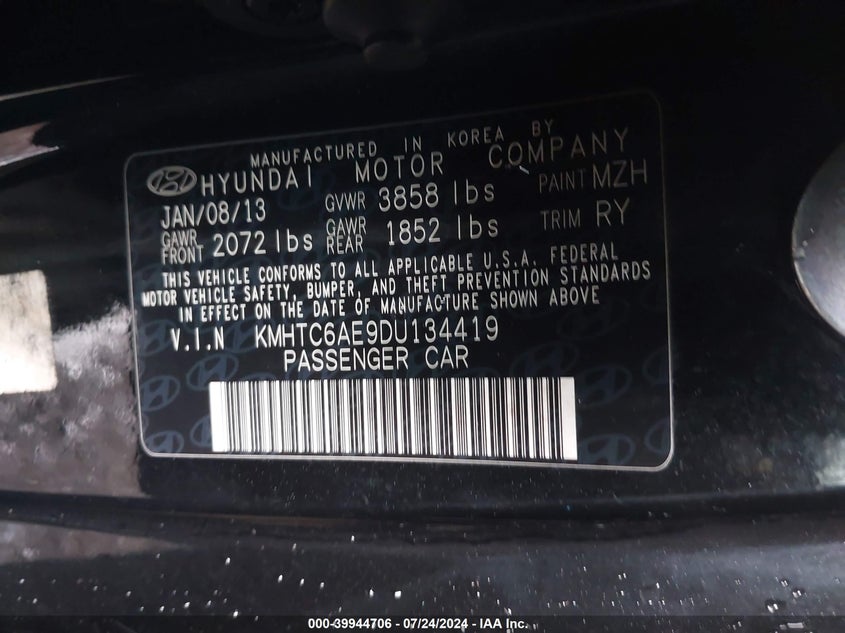 MANUFACTURED IN KOREA BY
HYUNDAI MOTOR COMPANY
JAN/08/13 GVWR 3858 lbs PAINT MZH
GAWR FRONT 2072 lbs GAWR REAR 1852 lbs TRIM RY
THIS VEHICLE CONFORMS TO ALL APPLICABLE U.S.A. FEDERAL
MOTOR VEHICLE SAFETY, BUMPER, AND THEFT PREVENTION STANDARDS
IN EFFECT ON THE DATE OF MANUFACTURE SHOWN ABOVE
V.I.N KMHTC6AE9DU134419
PASSENGER CAR
000-39944706 - 07/24/2024 - IAA Inc.